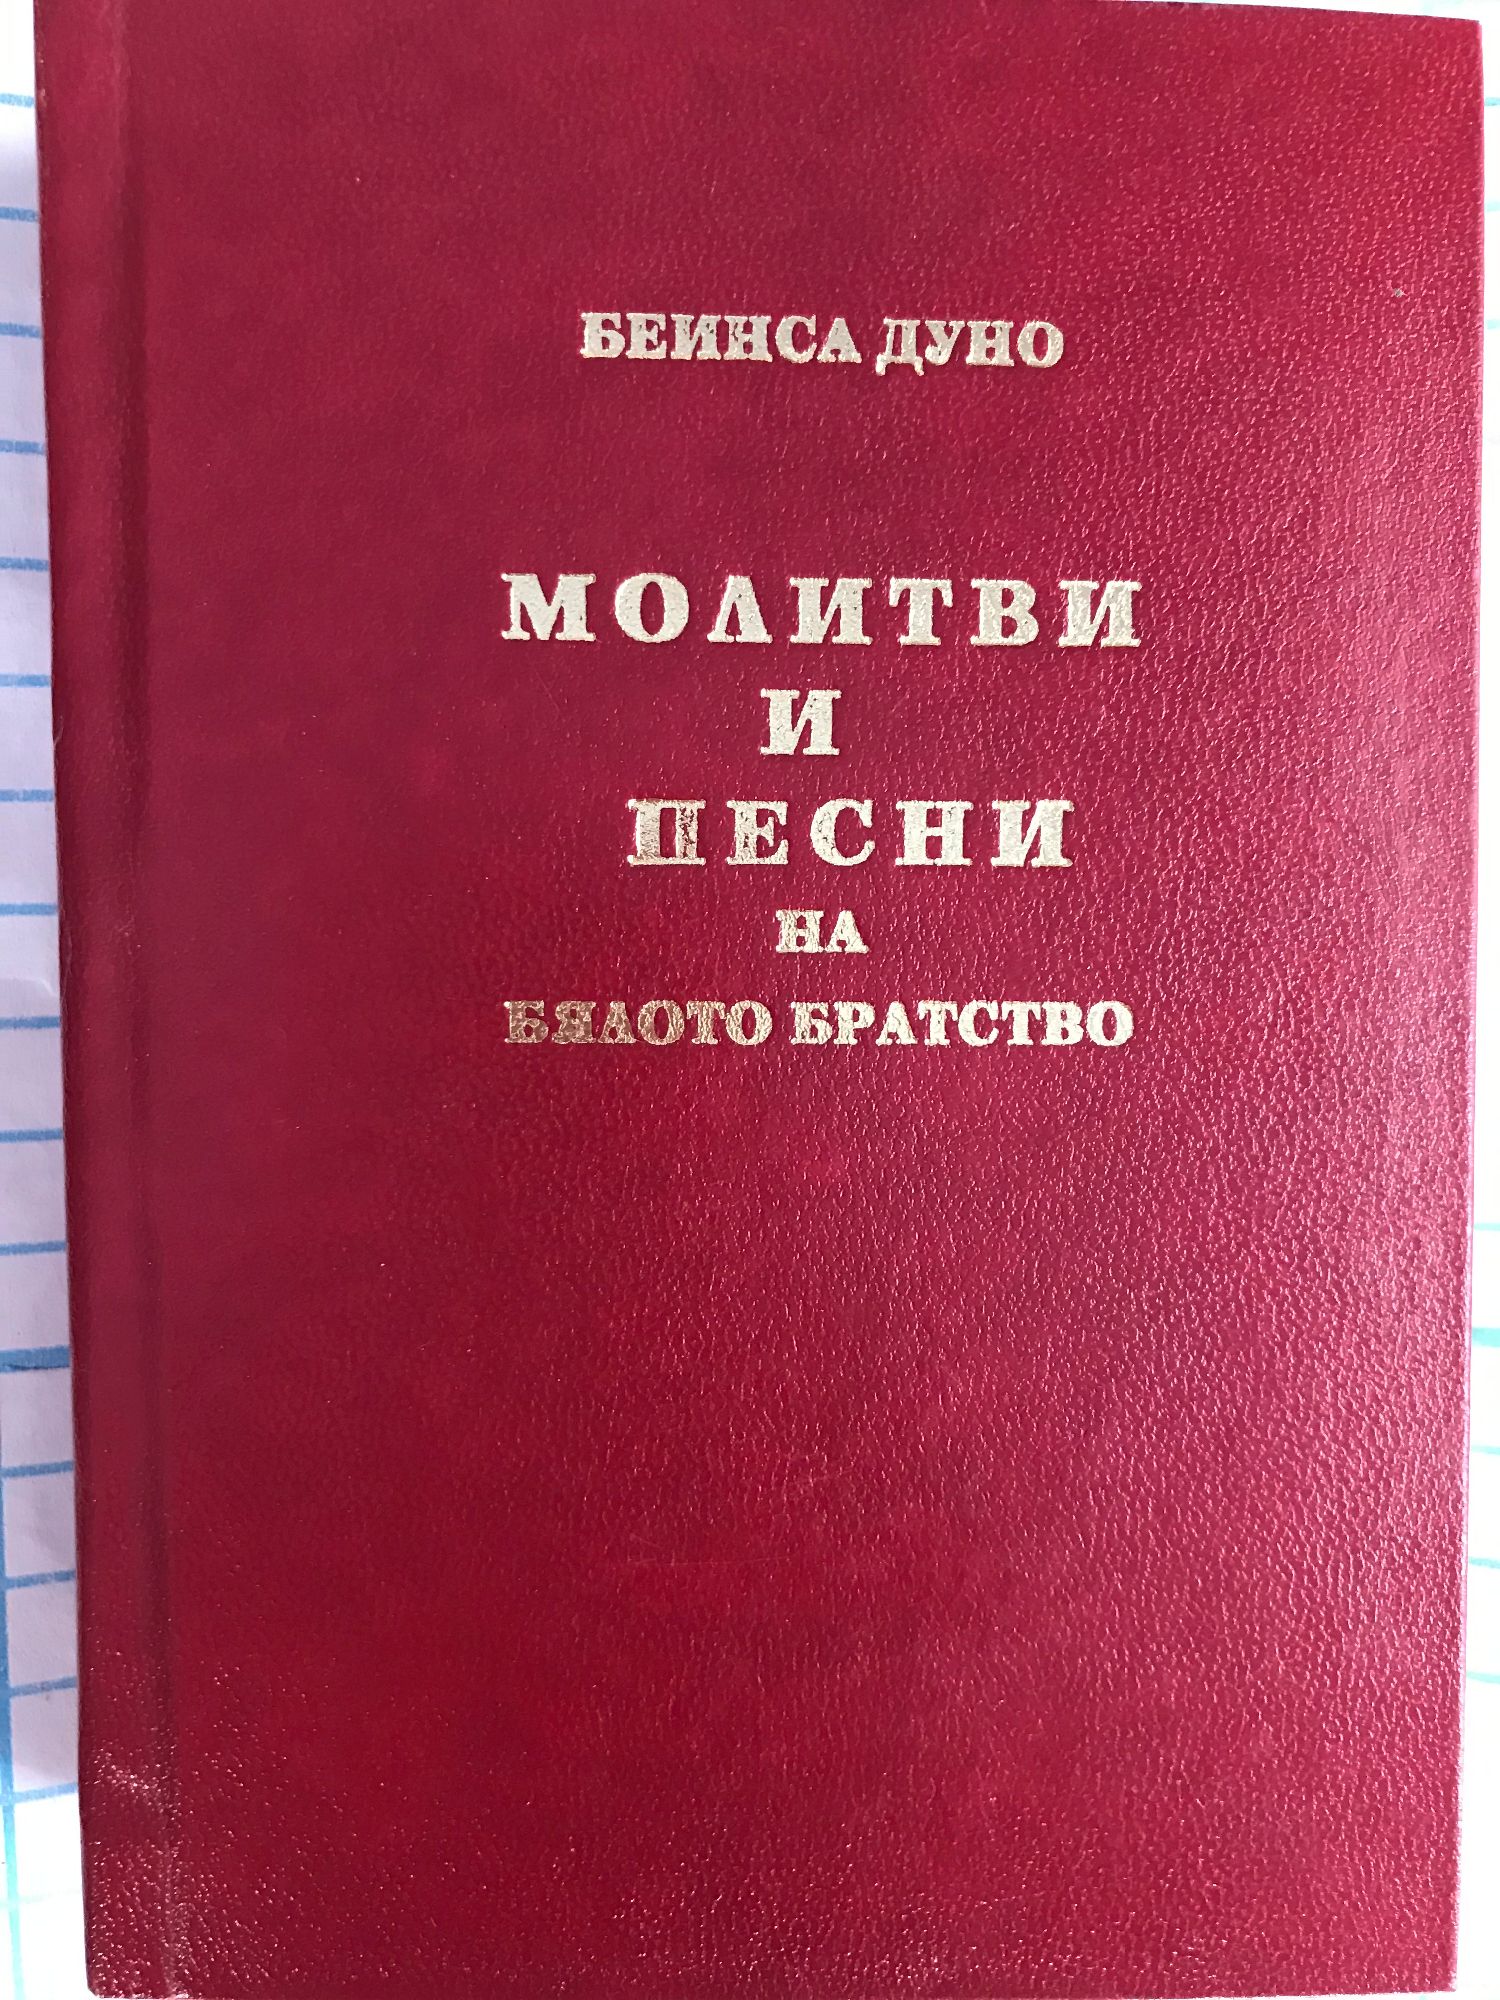 БЕИНСА ДУНО
МОЛИТВИ
И
ПЕСНИ
НА
БЯЛОТО БРАТСТВО